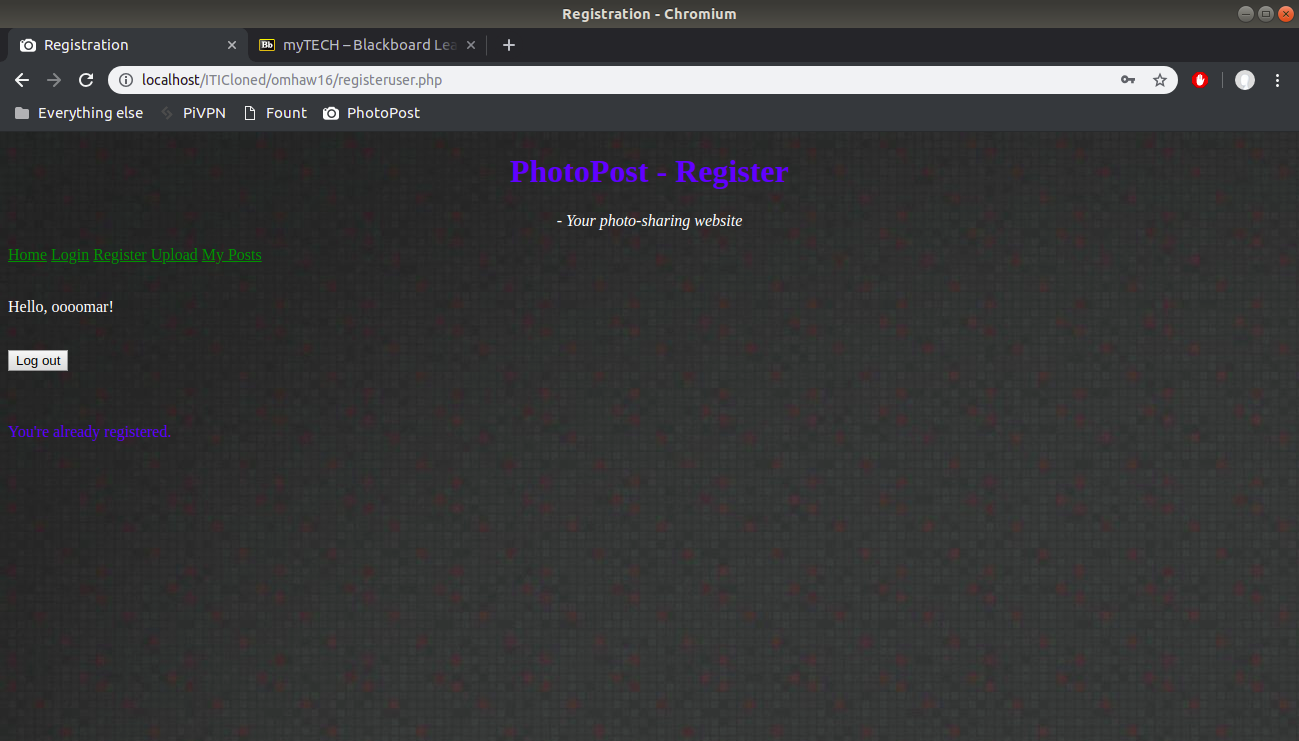 Registration - Chromium
Registration
myTECH – Blackboard Lea
localhost/ITICloned/omhaw16/registeruser.php
Everything else PiVPN Fount PhotoPost
PhotoPost - Register
- Your photo-sharing website
Home Login Register Upload My Posts
Hello, oooomar!
Log out
You're already registered.